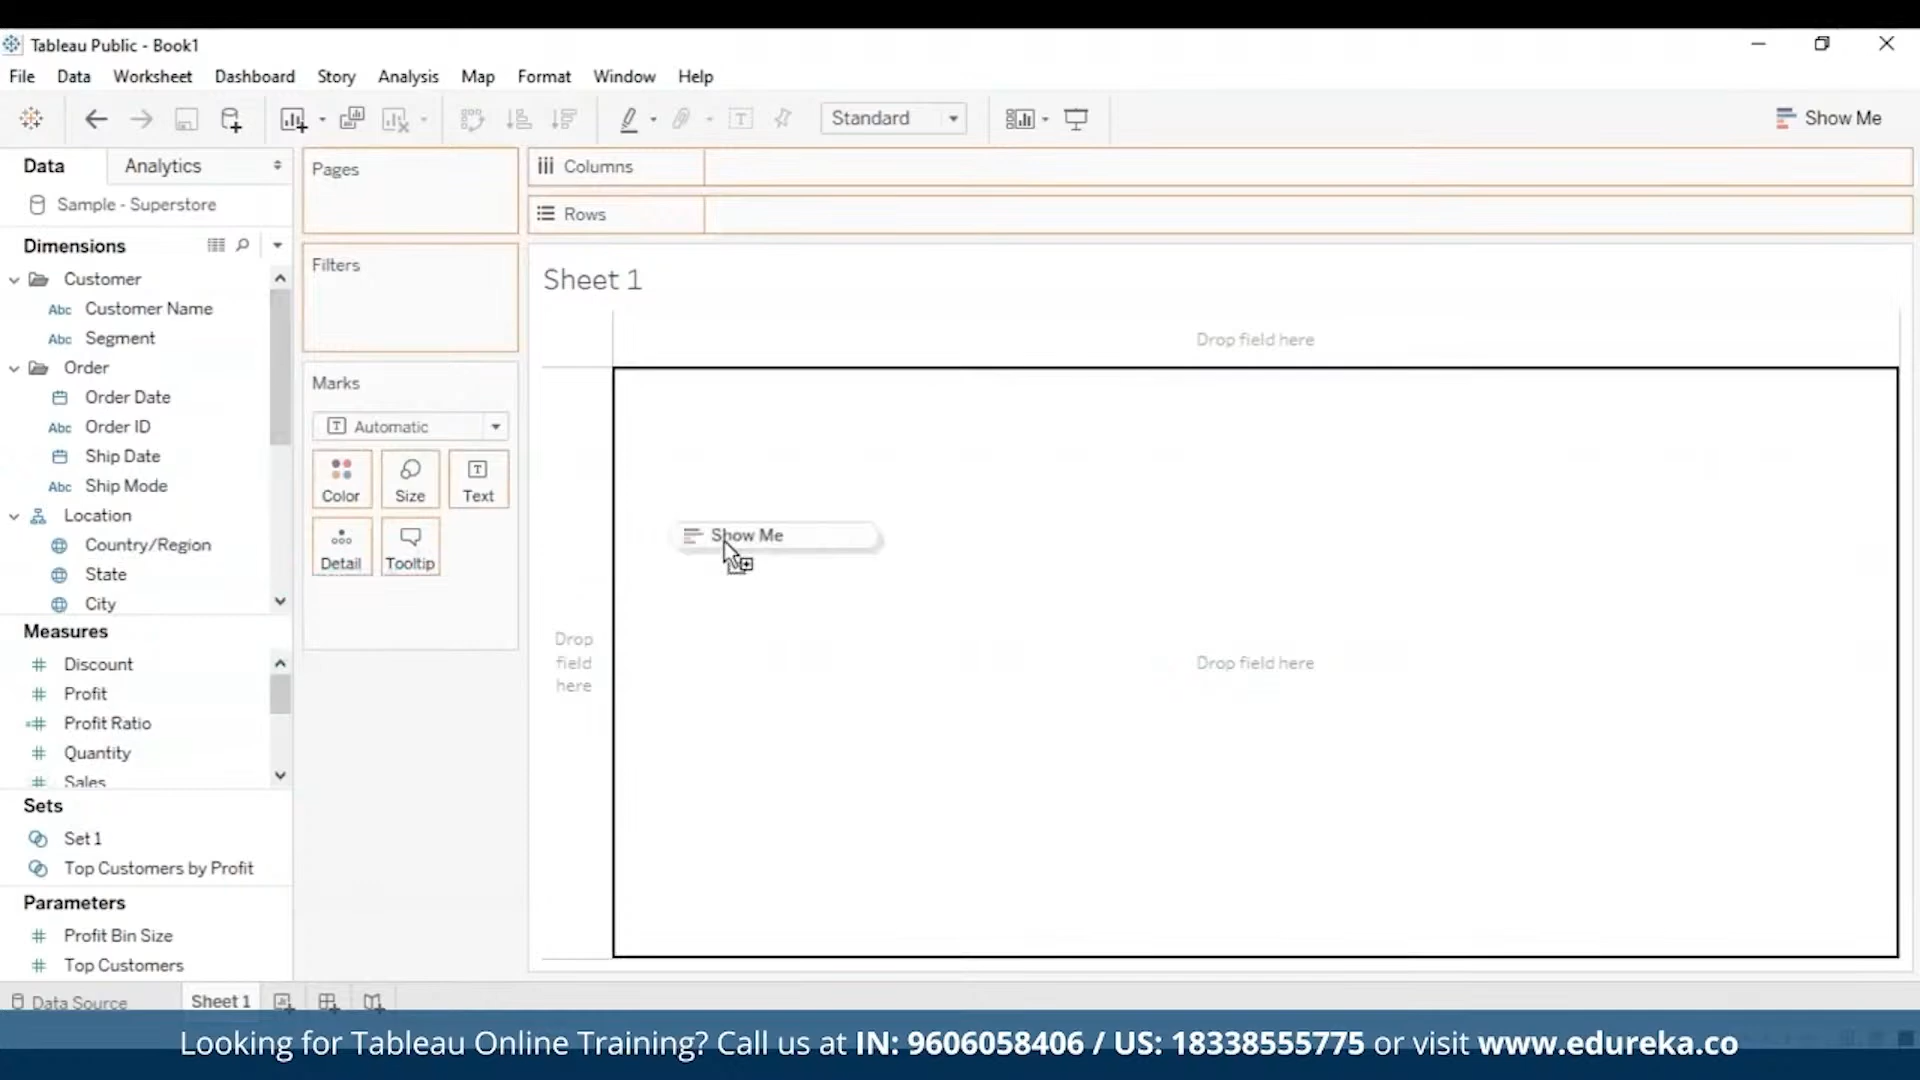 Tableau Public - Book1
File Data Worksheet Dashboard Story Analysis Map Format Window Help
Standard
Show Me
Data
Analytics
Sample - Superstore
Dimensions
Customer
Abc Customer Name
Abc Segment
Order
Order Date
Abc Order ID
Ship Date
Abc Ship Mode
Location
Country/Region
State
City
Measures
# Discount
# Profit
=# Profit Ratio
# Quantity
# Sales
Sets
Set 1
Top Customers by Profit
Parameters
# Profit Bin Size
# Top Customers
Pages
Filters
Marks
T Automatic
Color
Size
T Text
Detail
Tooltip
Columns
Rows
Sheet 1
Drop field here
Show Me
Drop
field
here
Drop field here
Data Source
Sheet 1
Looking for Tableau Online Training? Call us at IN: 9606058406 / US: 18338555775 or visit www.edureka.co